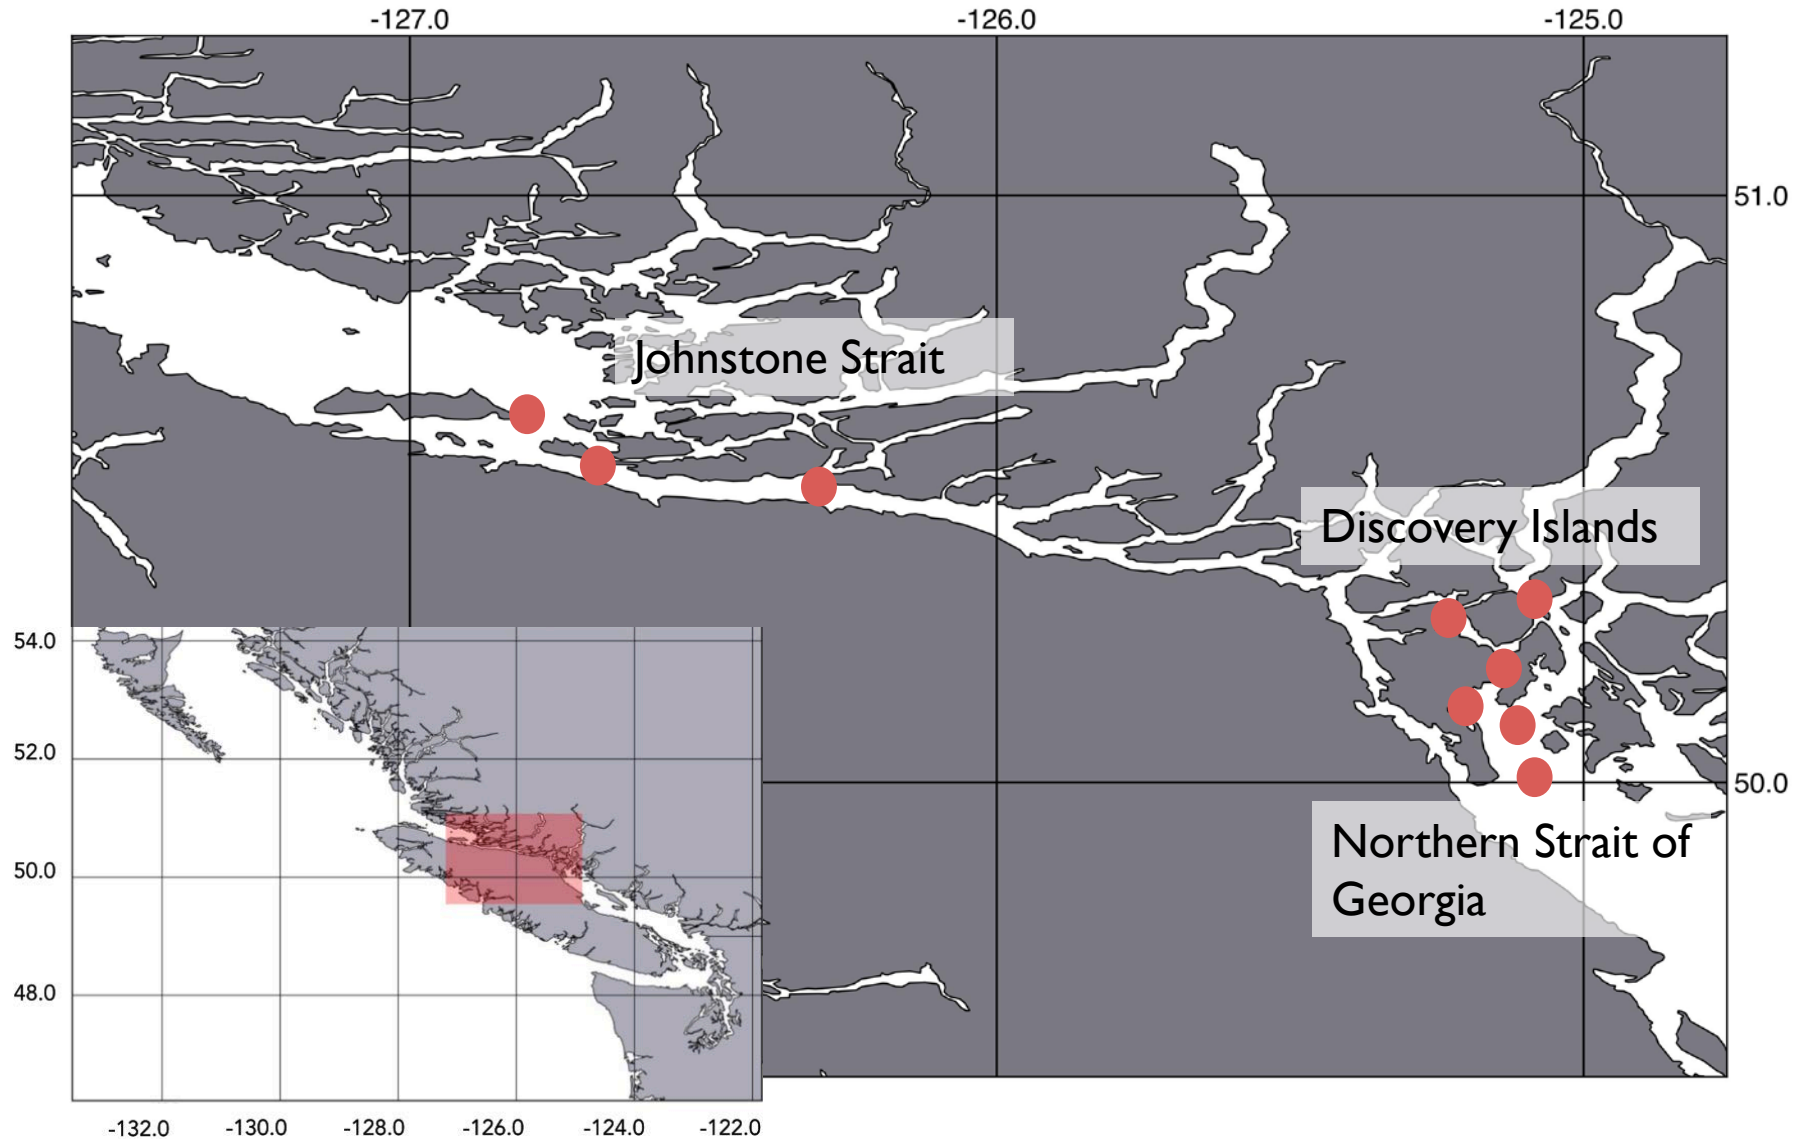 -127.0 -126.0 -125.0
51.0
Johnstone Strait
Discovery Islands
54.0
52.0
50.0
Northern Strait of
Georgia
50.0
48.0
-132.0 -130.0 -128.0 -126.0 -124.0 -122.0